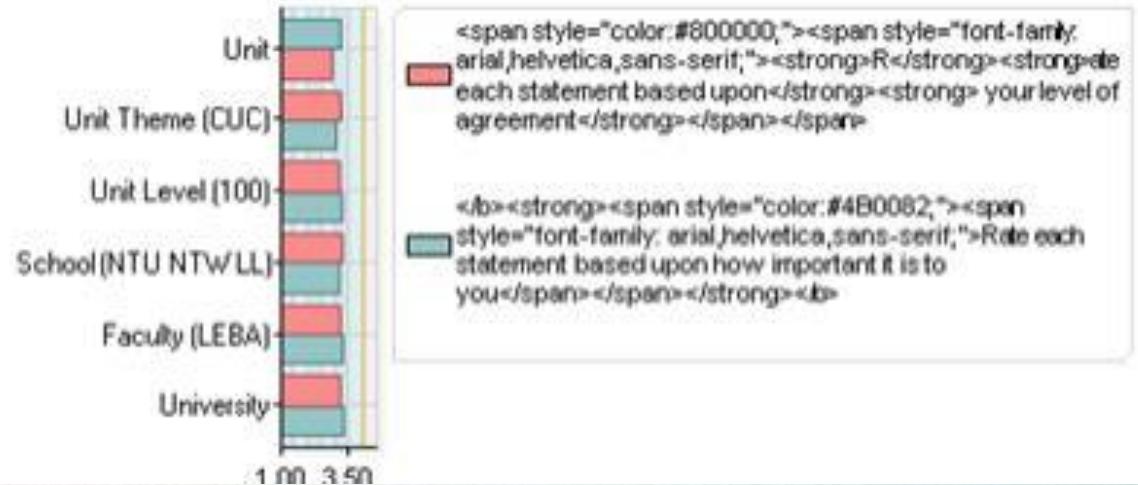 Unit
Unit Theme (CUC)
Unit Level (100)
School (NTU NTW LL)
Faculty (LEBA)
University
1.00 3.50
<span style="color:#800000;"><span style="font-family:
arial,helvetica,sans-serif;"><strong>R</strong><strong>ate
each statement based upon</strong><strong> your level of
agreement</strong></span></span>
</b><strong><span style="color:#4B0082;"><span
style="font-family: arial,helvetica,sans-serif;">Rate each
statement based upon how important it is to
you</span></span></strong></b>